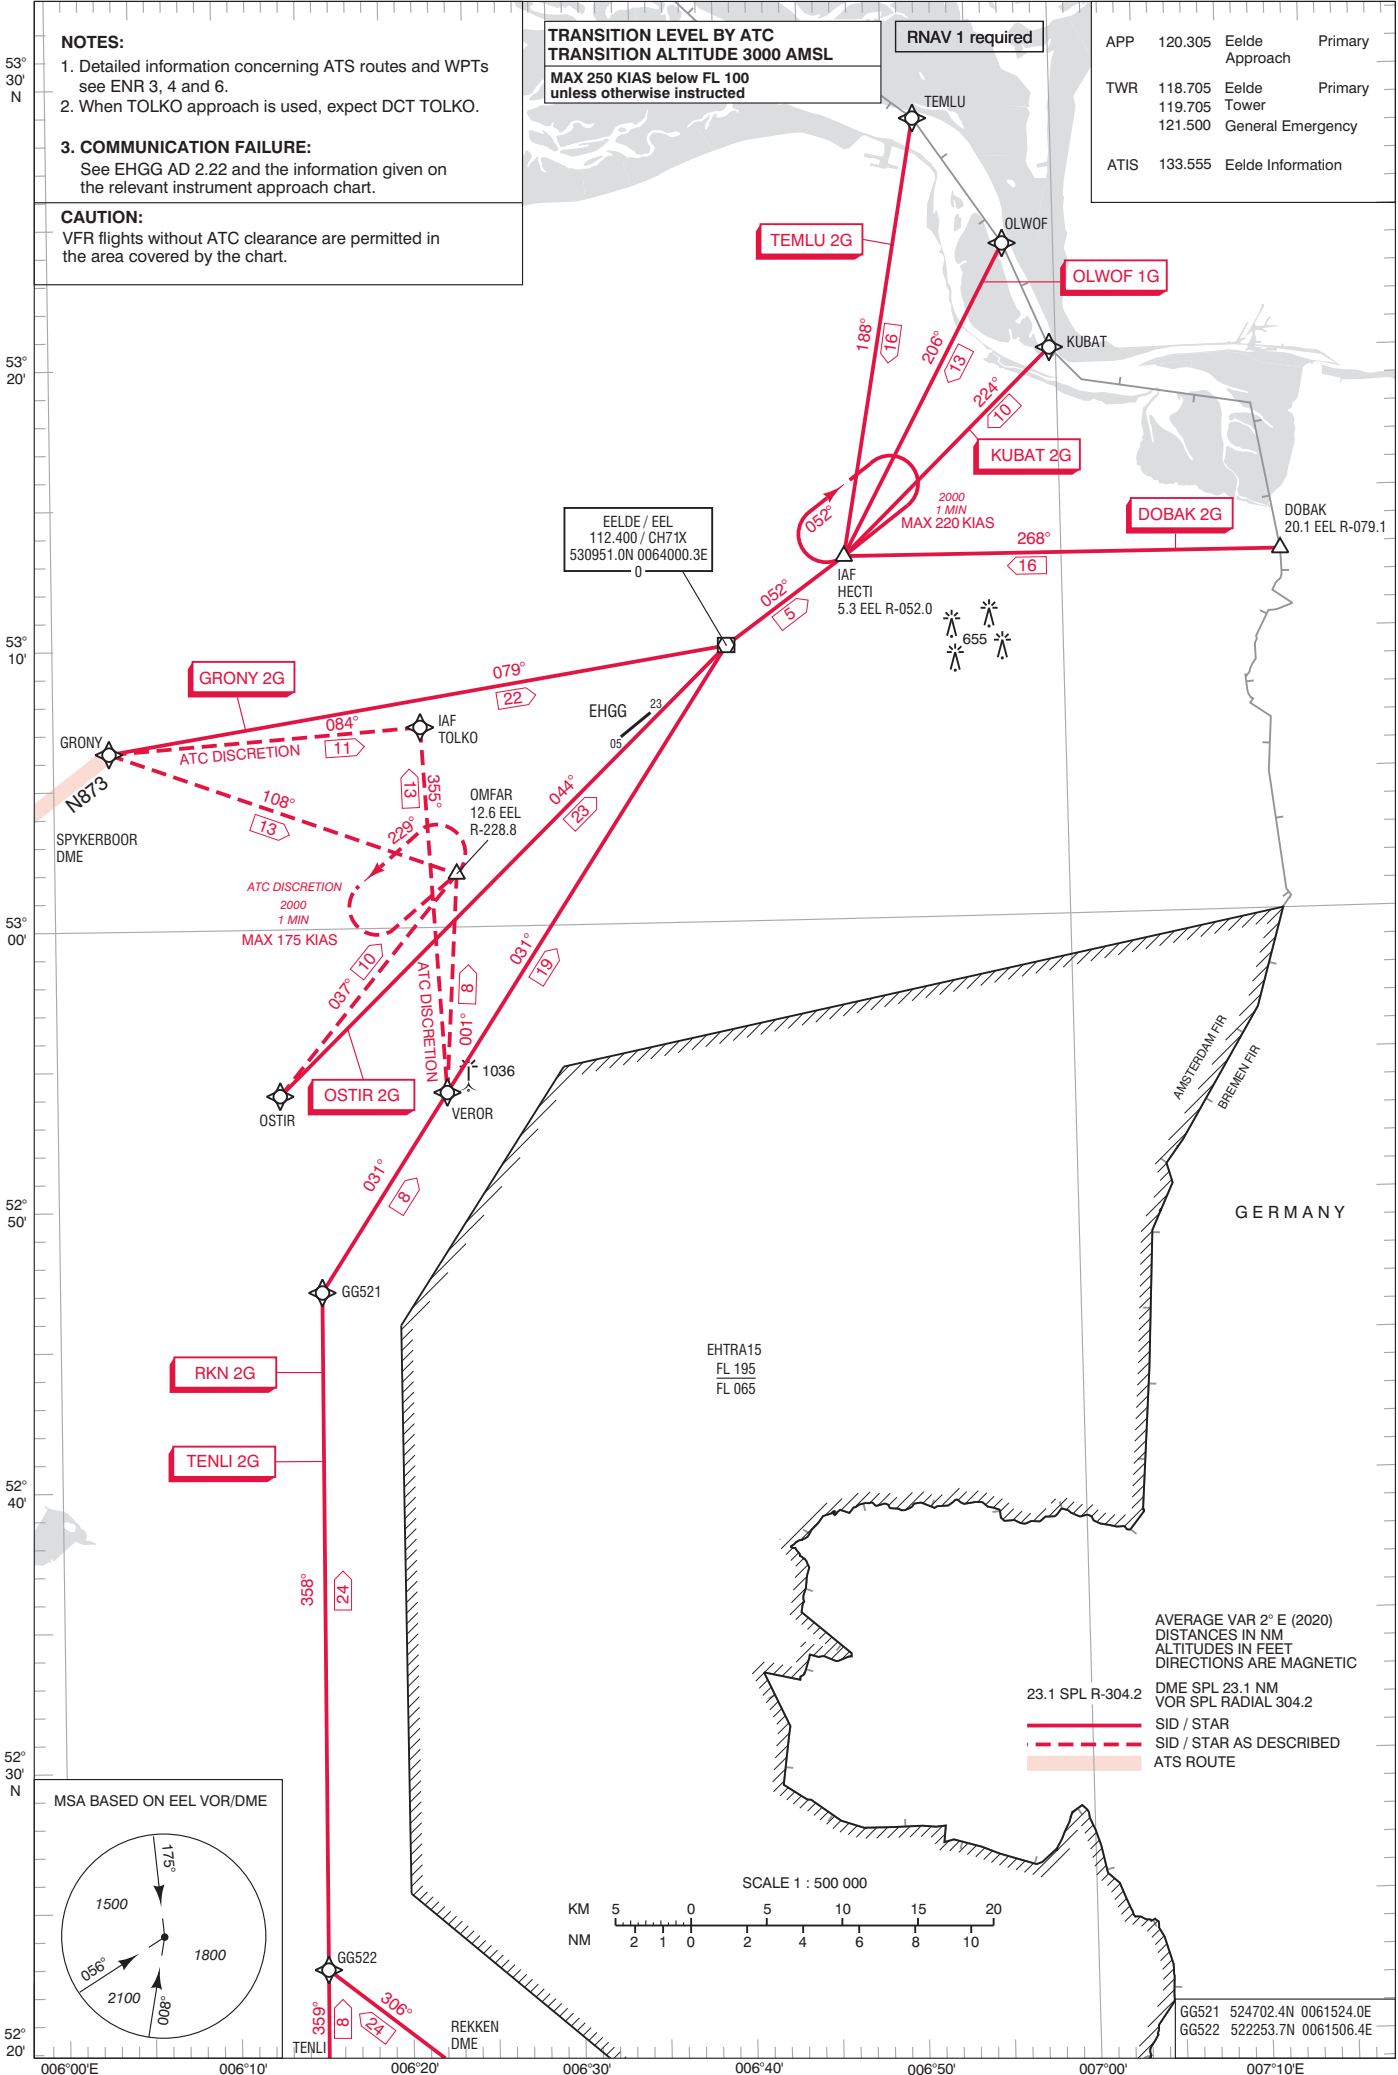 NOTES:
1. Detailed information concerning ATS routes and WPTs
see ENR 3, 4 and 6.
2. When TOLKO approach is used, expect DCT TOLKO.
3. COMMUNICATION FAILURE:
See EHGG AD 2.22 and the information given on
the relevant instrument approach chart.
CAUTION:
VFR flights without ATC clearance are permitted in
the area covered by the chart.
TRANSITION LEVEL BY ATC
TRANSITION ALTITUDE 3000 AMSL
MAX 250 KIAS below FL 100
unless otherwise instructed
RNAV 1 required
APP 120.305 Eelde Primary
Approach
TWR 118.705 Eelde Primary
119.705 Tower
121.500 General Emergency
ATIS 133.555 Eelde Information
53°
30'
N
53°
20'
53°
10'
53°
00'
52°
50'
52°
40'
52°
30'
N
52°
20'
TEMLU
OLWOF
KUBAT
TEMLU 2G
OLWOF 1G
KUBAT 2G
DOBAK 2G
188°
16
206°
13
224°
10
268°
16
052°
2000
1 MIN
MAX 220 KIAS
DOBAK
20.1 EEL R-079.1
EELDE / EEL
112.400 / CH71X
530951.0N 0064000.3E
0
IAF
HECTI
5.3 EEL R-052.0
052°
5
655
GRONY 2G
079°
22
EHGG
23
05
GRONY
084°
11
ATC DISCRETION
IAF
TOLKO
N873
SPYKERBOOR
DME
108°
13
13
355°
OMFAR
12.6 EEL
R-228.8
229°
044°
23
ATC DISCRETION
2000
1 MIN
MAX 175 KIAS
10
037°
ATC DISCRETION
8
001°
031°
19
1036
OSTIR 2G
OSTIR
VEROR
031°
8
AMSTERDAM FIR
BREMEN FIR
GERMANY
GG521
RKN 2G
TENLI 2G
EHTRA15
FL 195
FL 065
358°
24
AVERAGE VAR 2° E (2020)
DISTANCES IN NM
ALTITUDES IN FEET
DIRECTIONS ARE MAGNETIC
23.1 SPL R-304.2 DME SPL 23.1 NM
VOR SPL RADIAL 304.2
SID / STAR
SID / STAR AS DESCRIBED
ATS ROUTE
MSA BASED ON EEL VOR/DME
175°
1500
1800
056°
2100
008°
SCALE 1 : 500 000
KM 5 0 5 10 15 20
NM 2 1 0 2 4 6 8 10
GG522
306°
24
359°
8
TENLI
REKKEN
DME
GG521 524702.4N 0061524.0E
GG522 522253.7N 0061506.4E
006°00'E 006°10' 006°20' 006°30' 006°40' 006°50' 007°00' 007°10'E